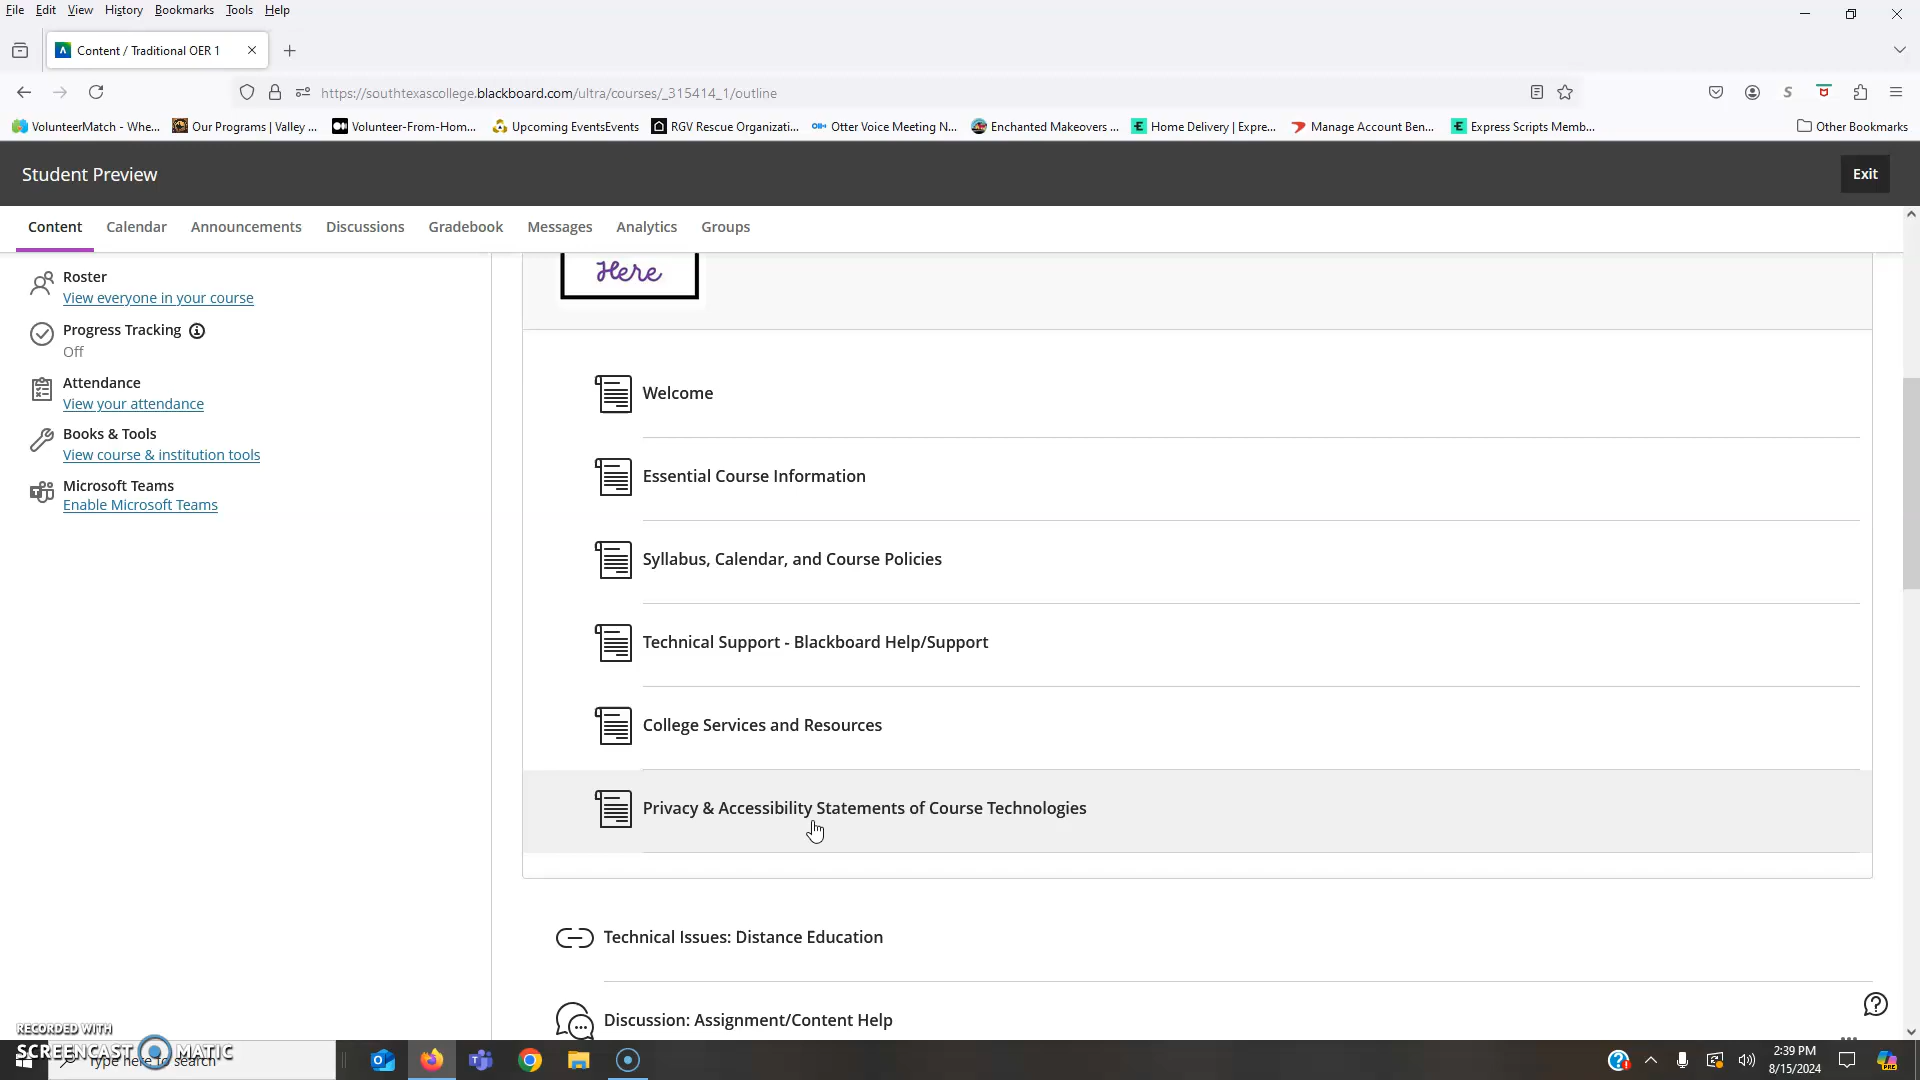 File Edit View History Bookmarks Tools Help
Content / Traditional OER 1
https://southtexascollege.blackboard.com/ultra/courses/_315414_1/outline
VolunteerMatch - Whe... Our Programs | Valley ... Volunteer-From-Hom... Upcoming EventsEvents RGV Rescue Organizati... Otter Voice Meeting N... Enchanted Makeovers ... Home Delivery | Expre... Manage Account Ben... Express Scripts Memb... Other Bookmarks
Student Preview Exit
Content Calendar Announcements Discussions Gradebook Messages Analytics Groups
Roster
View everyone in your course
Progress Tracking
Off
Attendance
View your attendance
Books & Tools
View course & institution tools
Microsoft Teams
Enable Microsoft Teams
Here
Welcome
Essential Course Information
Syllabus, Calendar, and Course Policies
Technical Support - Blackboard Help/Support
College Services and Resources
Privacy & Accessibility Statements of Course Technologies
Technical Issues: Distance Education
Discussion: Assignment/Content Help
RECORDED WITH
SCREENCAST MATIC
Type here to search
2:39 PM
8/15/2024